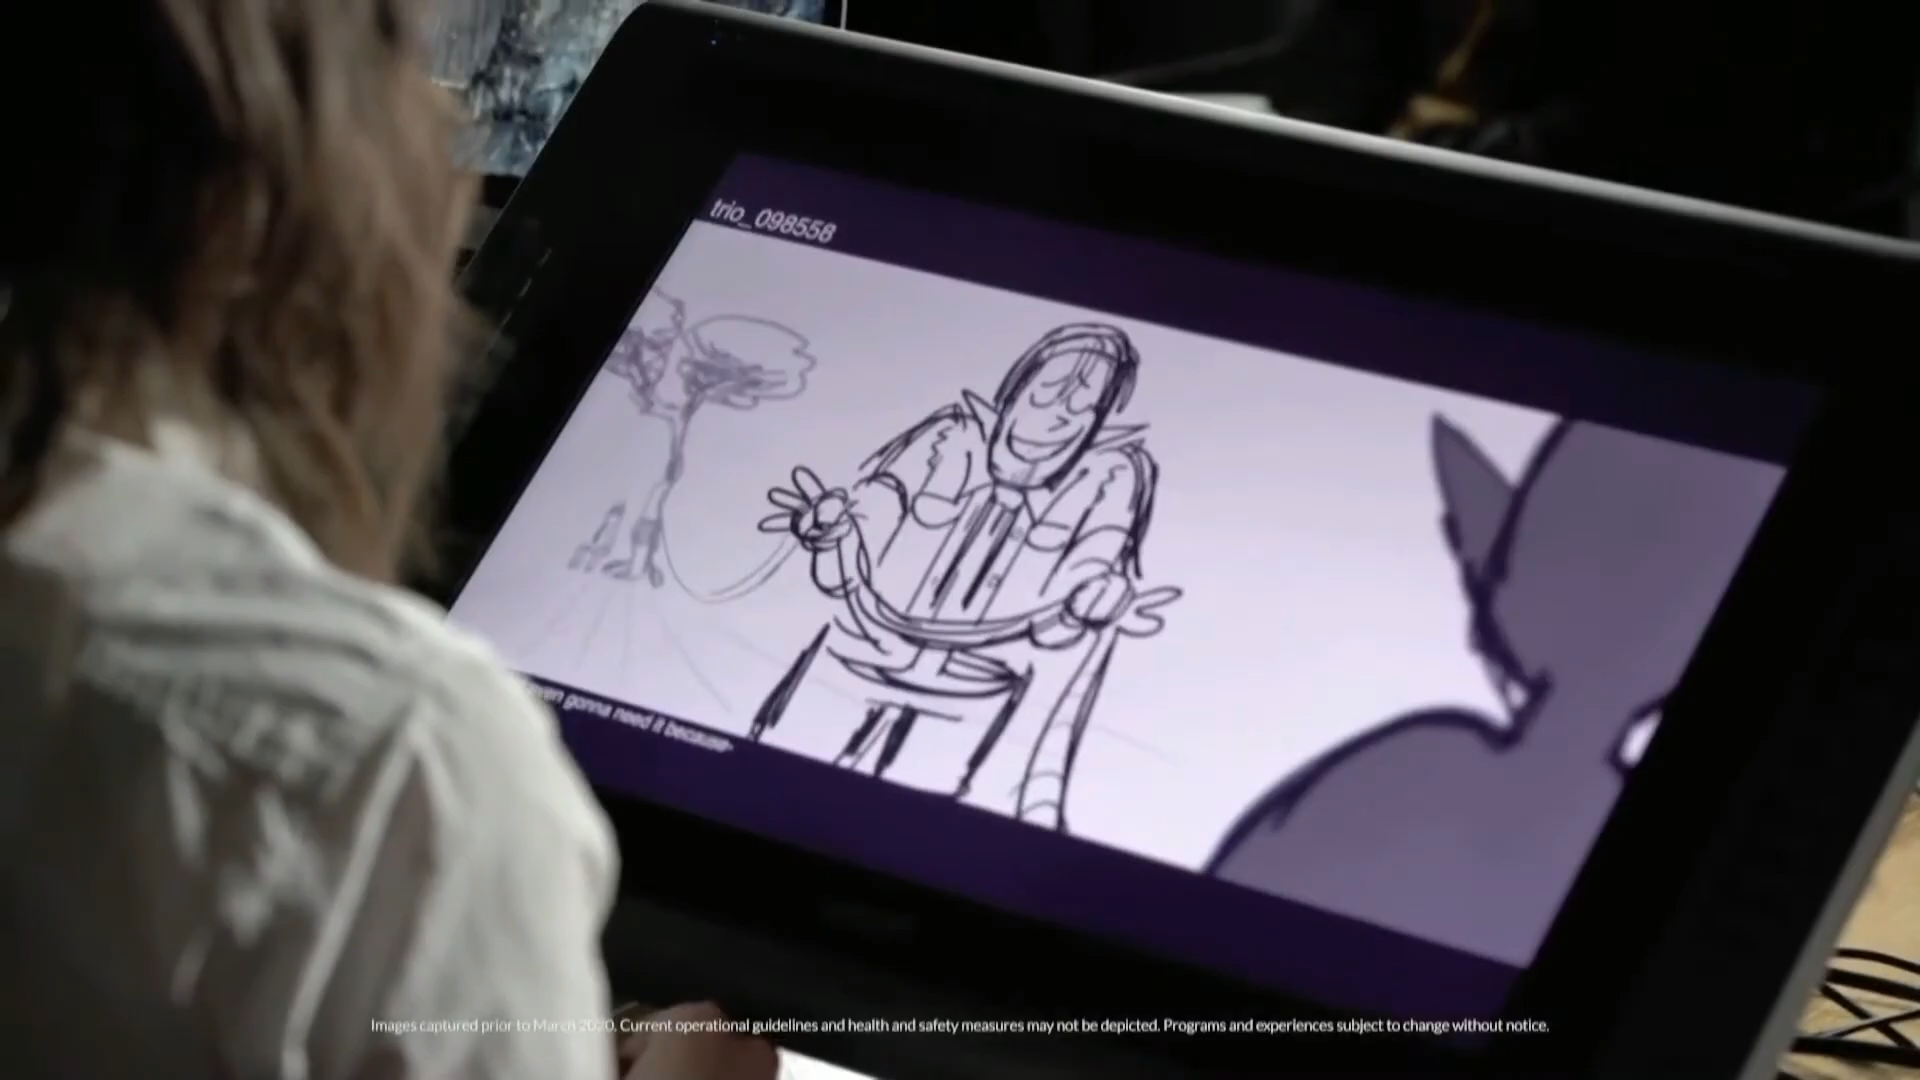 trio_098558
even gonna need it because-
Images captured prior to March 2020. Current operational guidelines and health and safety measures may not be depicted. Programs and experiences subject to change without notice.